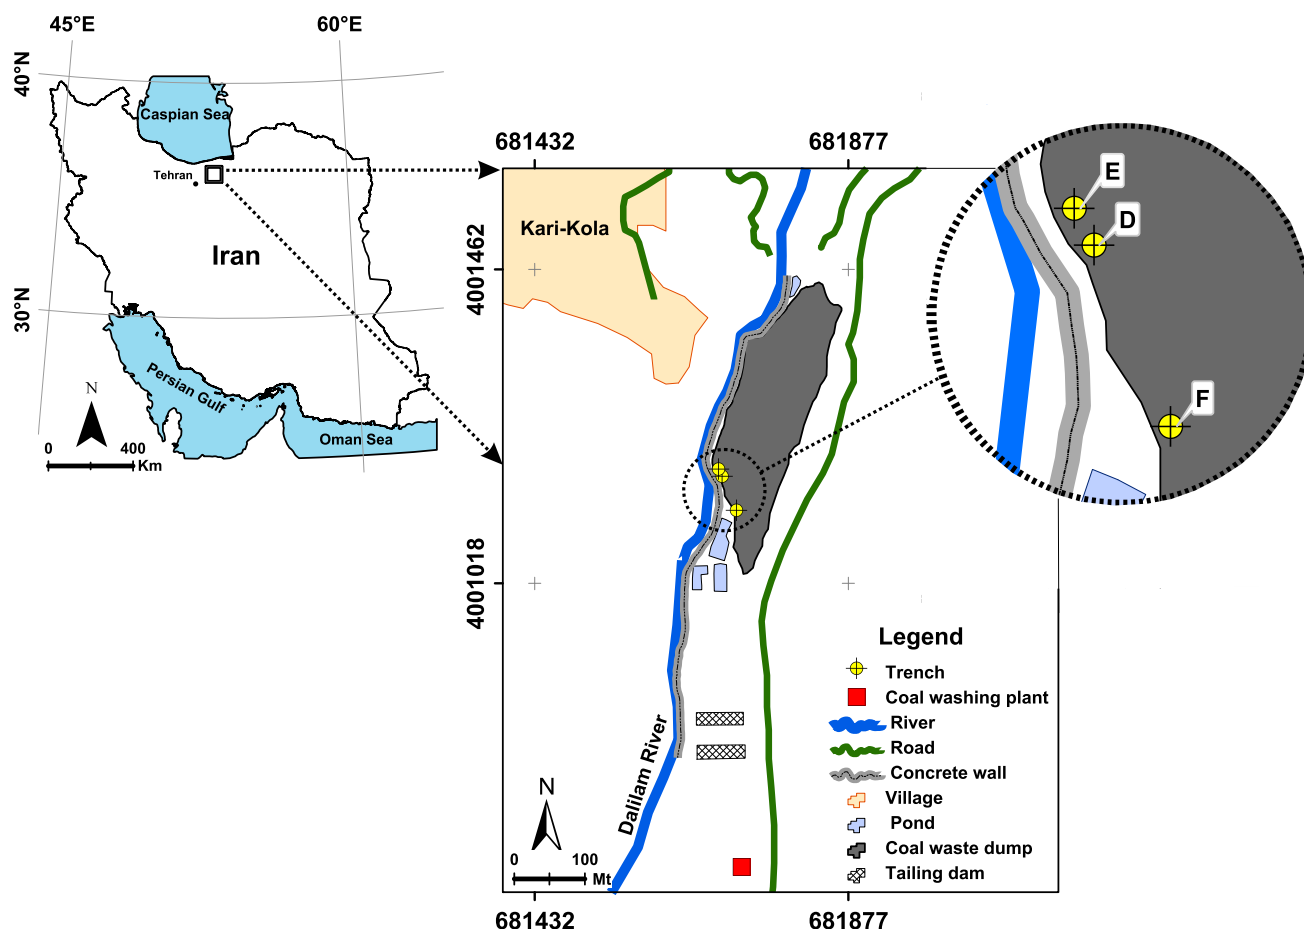 45°E
60°E
40°N
30°N
Caspian Sea
Tehran
Iran
Persian Gulf
Oman Sea
N
0
400
Km
681432
681877
4001462
4001018
Kari-Kola
Dalilam River
N
0
100
Mt
681432
681877
E
D
F
Legend
Trench
Coal washing plant
River
Road
Concrete wall
Village
Pond
Coal waste dump
Tailing dam